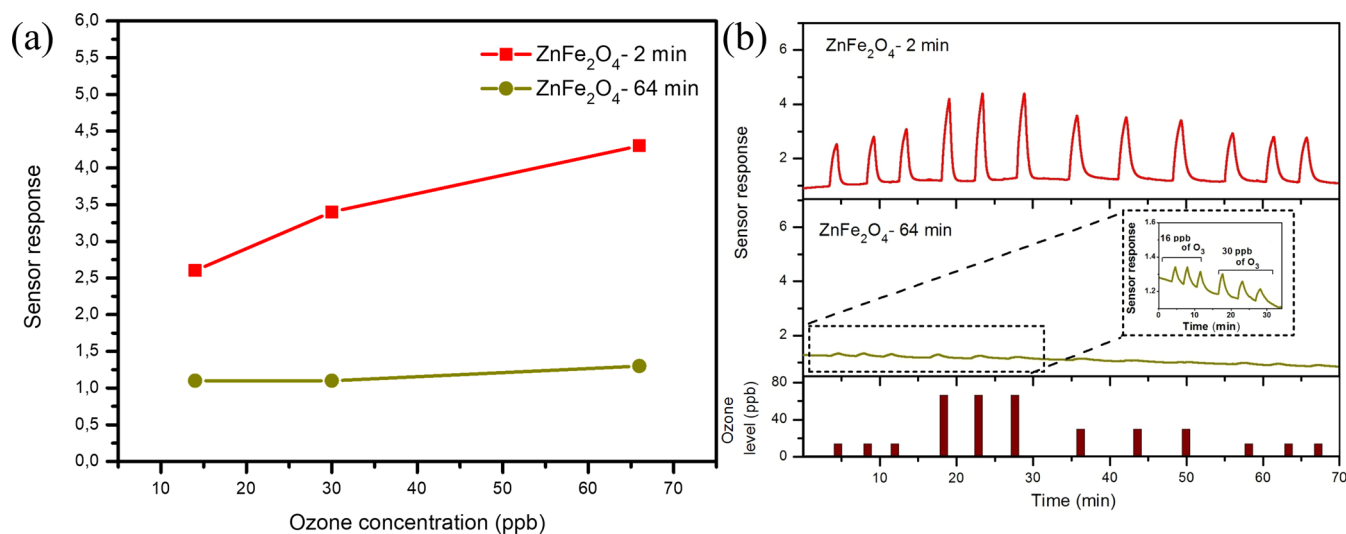 (a)
6,0
5,5
5,0
4,5
4,0
3,5
3,0
2,5
2,0
1,5
1,0
0,5
0,0
Sensor response
ZnFe₂O₄- 2 min
ZnFe₂O₄- 64 min
10 20 30 40 50 60 70
Ozone concentration (ppb)
(b)
ZnFe₂O₄- 2 min
6
4
2
Sensor response
ZnFe₂O₄- 64 min
6
4
2
1.6
1.4
1.2
Sensor response
16 ppb
of O₃
30 ppb
of O₃
0 10 20 30
Time (min)
80
40
0
Ozone
level (ppb)
10 20 30 40 50 60 70
Time (min)